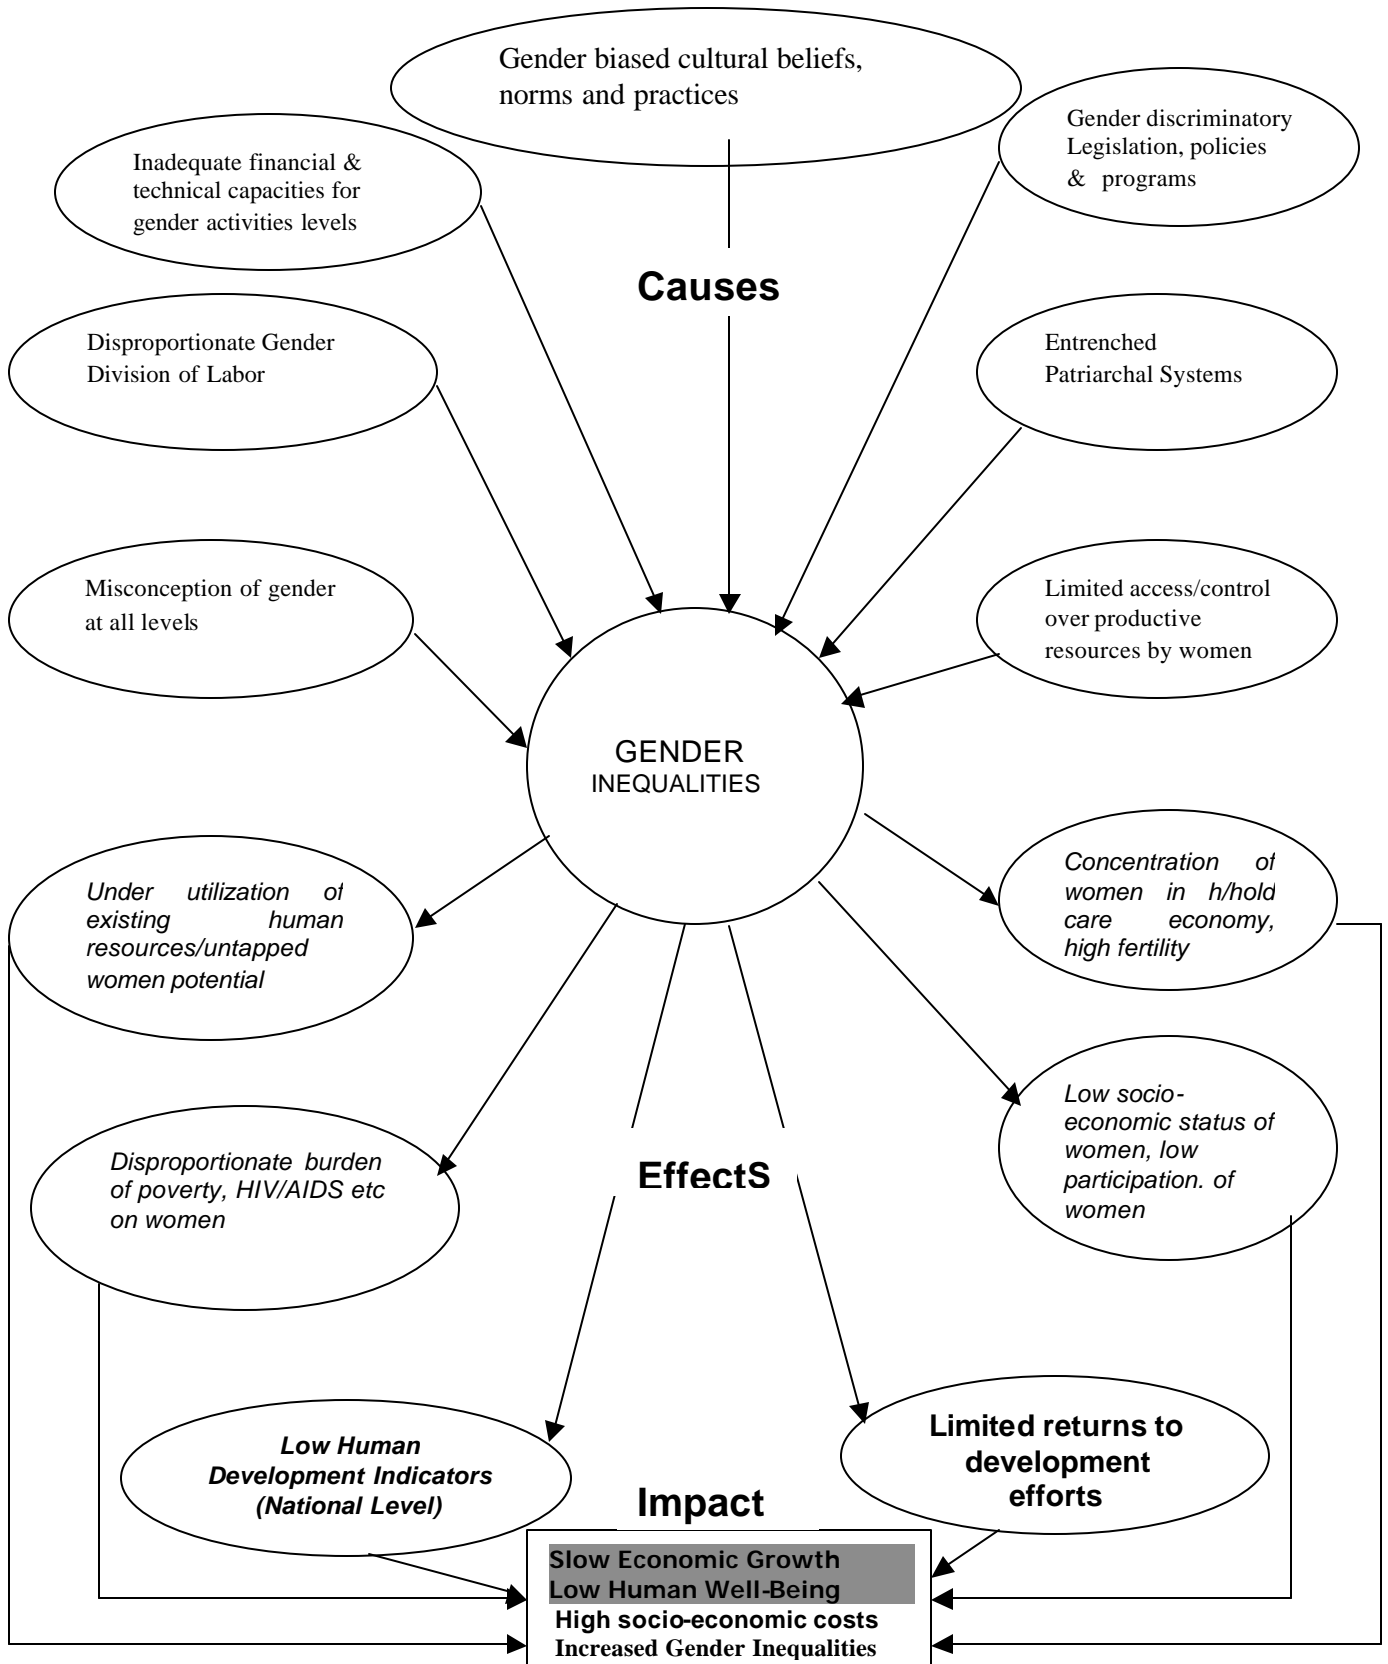 Gender biased cultural beliefs,
norms and practices
Gender discriminatory
Legislation, policies
& programs
Inadequate financial &
technical capacities for
gender activities levels
Causes
Disproportionate Gender
Division of Labor
Entrenched
Patriarchal Systems
Misconception of gender
at all levels
Limited access/control
over productive
resources by women
GENDER
INEQUALITIES
Under utilization of
existing human
resources/untapped
women potential
Concentration of
women in h/hold
care economy,
high fertility
Disproportionate burden
of poverty, HIV/AIDS etc
on women
EffectS
Low socio-
economic status of
women, low
participation. of
women
Low Human
Development Indicators
(National Level)
Limited returns to
development
efforts
Impact
Slow Economic Growth
Low Human Well-Being
High socio-economic costs
Increased Gender Inequalities